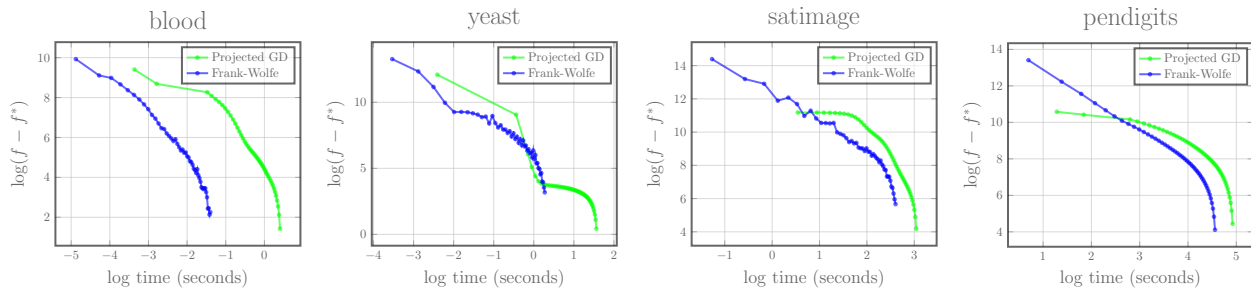 blood
10
8
6
4
2
log(f − f*)
Projected GD
Frank-Wolfe
−5 −4 −3 −2 −1 0
log time (seconds)
yeast
10
5
0
log(f − f*)
Projected GD
Frank-Wolfe
−4 −3 −2 −1 0 1 2
log time (seconds)
satimage
16
14
12
10
8
6
4
log(f − f*)
Projected GD
Frank-Wolfe
−1 0 1 2 3
log time (seconds)
pendigits
14
12
10
8
6
4
log(f − f*)
Projected GD
Frank-Wolfe
1 2 3 4 5
log time (seconds)